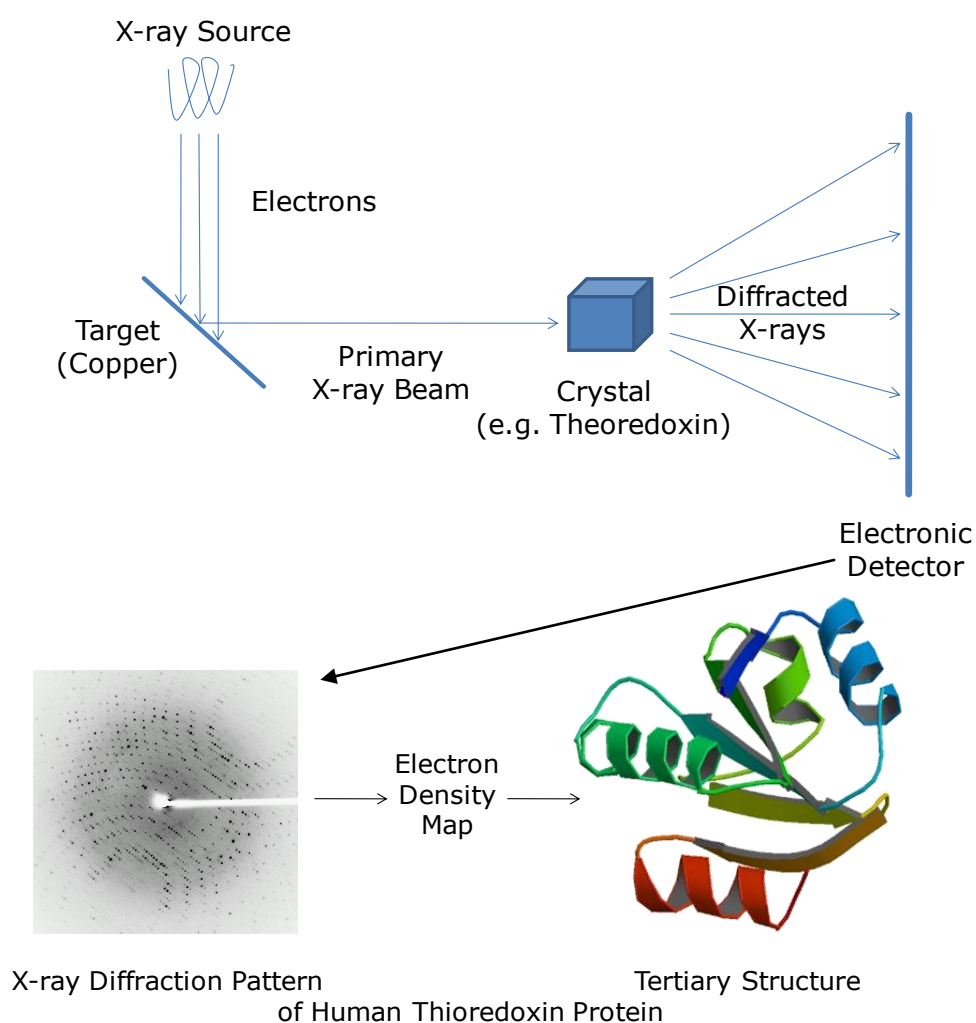 X-ray Source
Electrons
Target
(Copper)
Primary
X-ray Beam
Crystal
(e.g. Theoredoxin)
Diffracted
X-rays
Electronic
Detector
Electron
Density
Map
X-ray Diffraction Pattern
Tertiary Structure
of Human Thioredoxin Protein